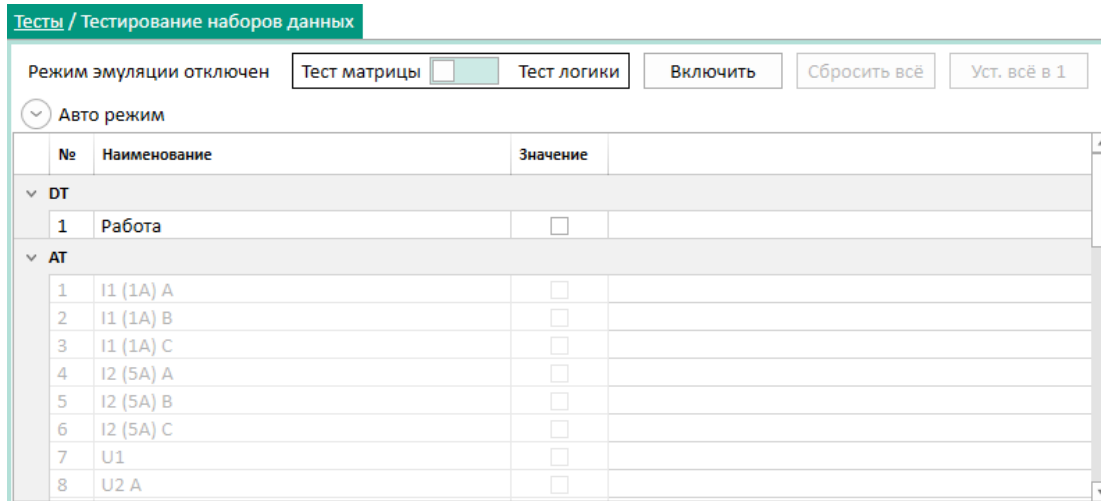 Тесты / Тестирование наборов данных
Режим эмуляции отключен Тест матрицы Тест логики Включить Сбросить всё Уст. всё в 1
Авто режим
№ Наименование Значение
DT
1 Работа
AT
1 I1 (1A) A
2 I1 (1A) B
3 I1 (1A) C
4 I2 (5A) A
5 I2 (5A) B
6 I2 (5A) C
7 U1
8 U2 A